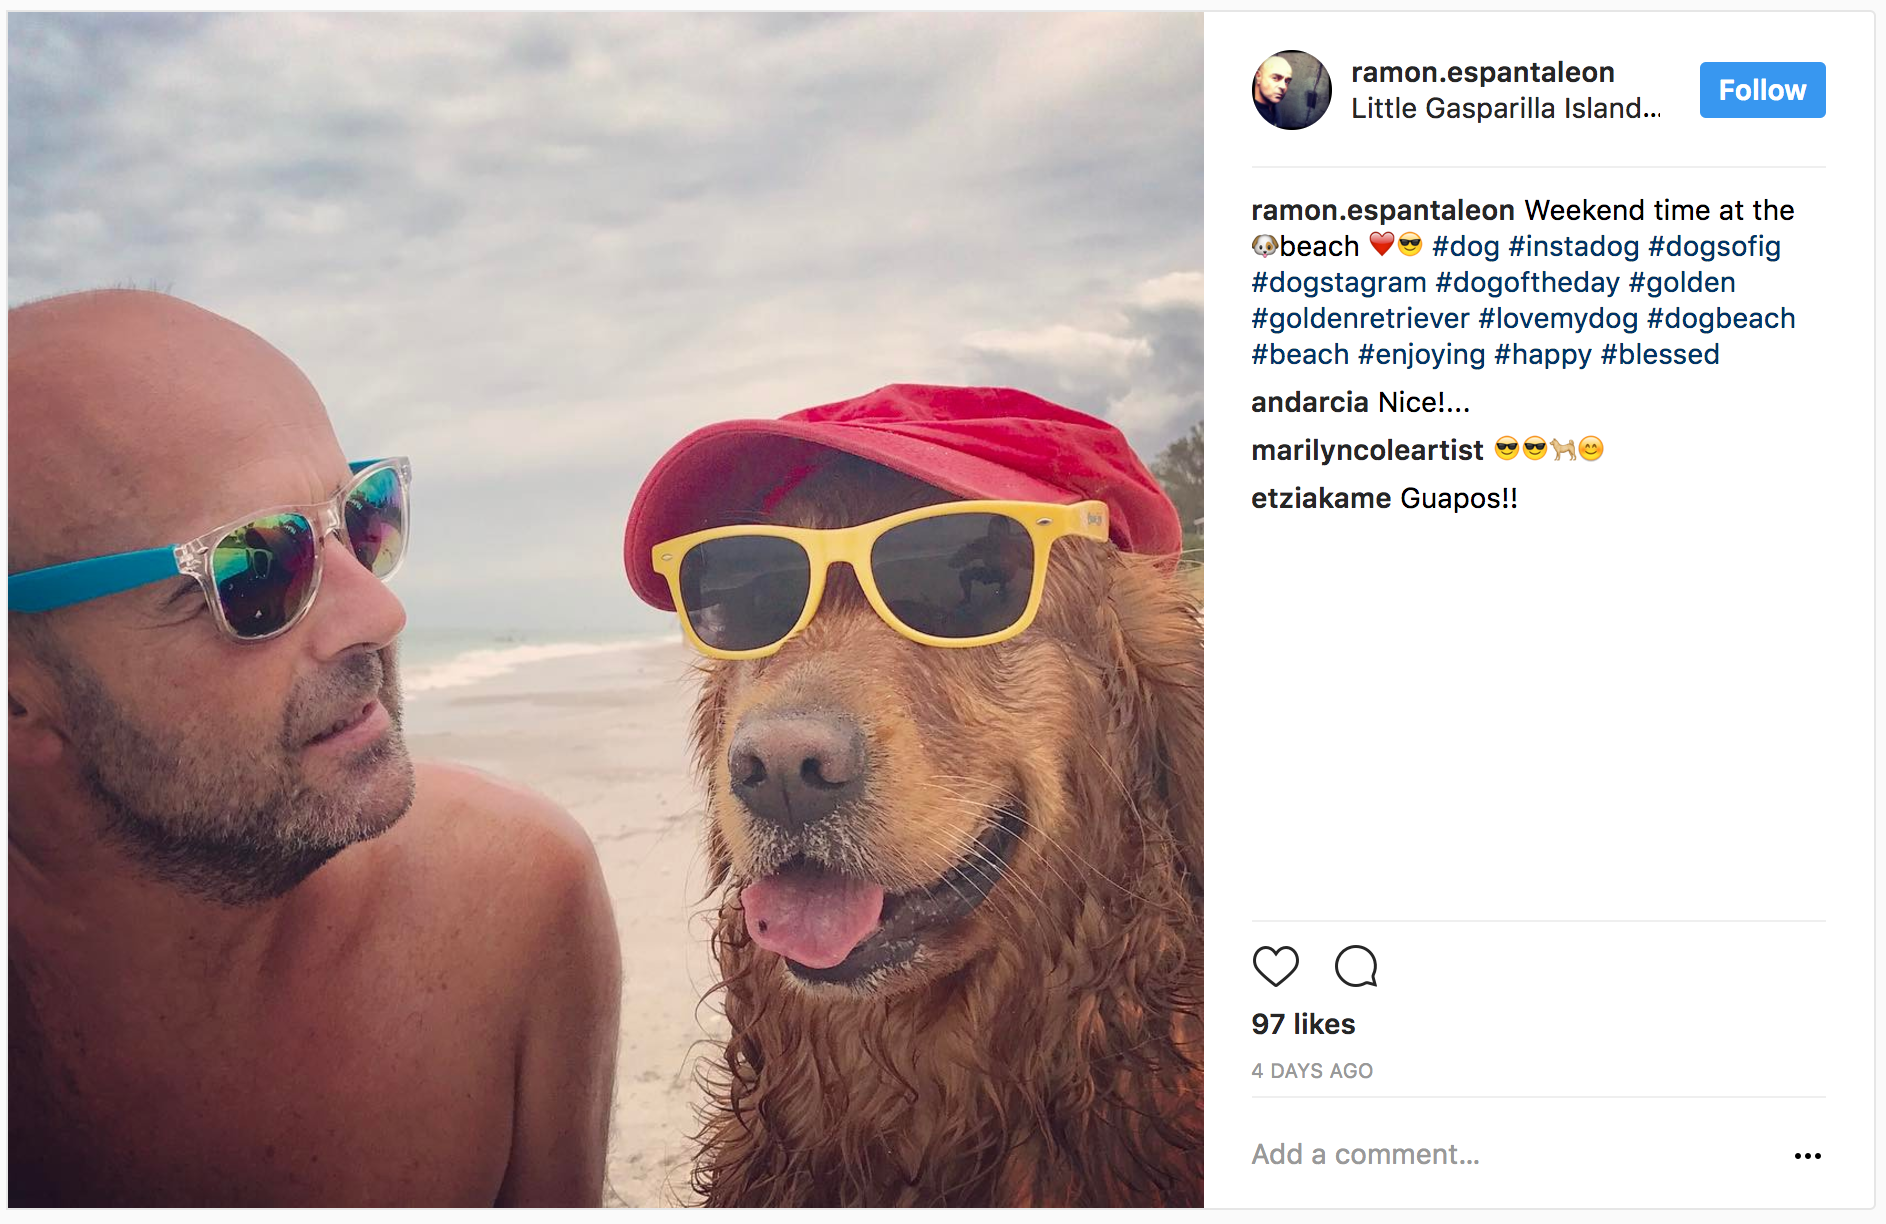 ramon.espantaleon
Little Gasparilla Island...
Follow
ramon.espantaleon Weekend time at the
🐶beach ❤️😎 #dog #instadog #dogsofig
#dogstagram #dogoftheday #golden
#goldenretriever #lovemydog #dogbeach
#beach #enjoying #happy #blessed
andarcia Nice!...
marilyncoleartist 😎😎🐕😊
etziakame Guapos!!
97 likes
4 DAYS AGO
Add a comment...